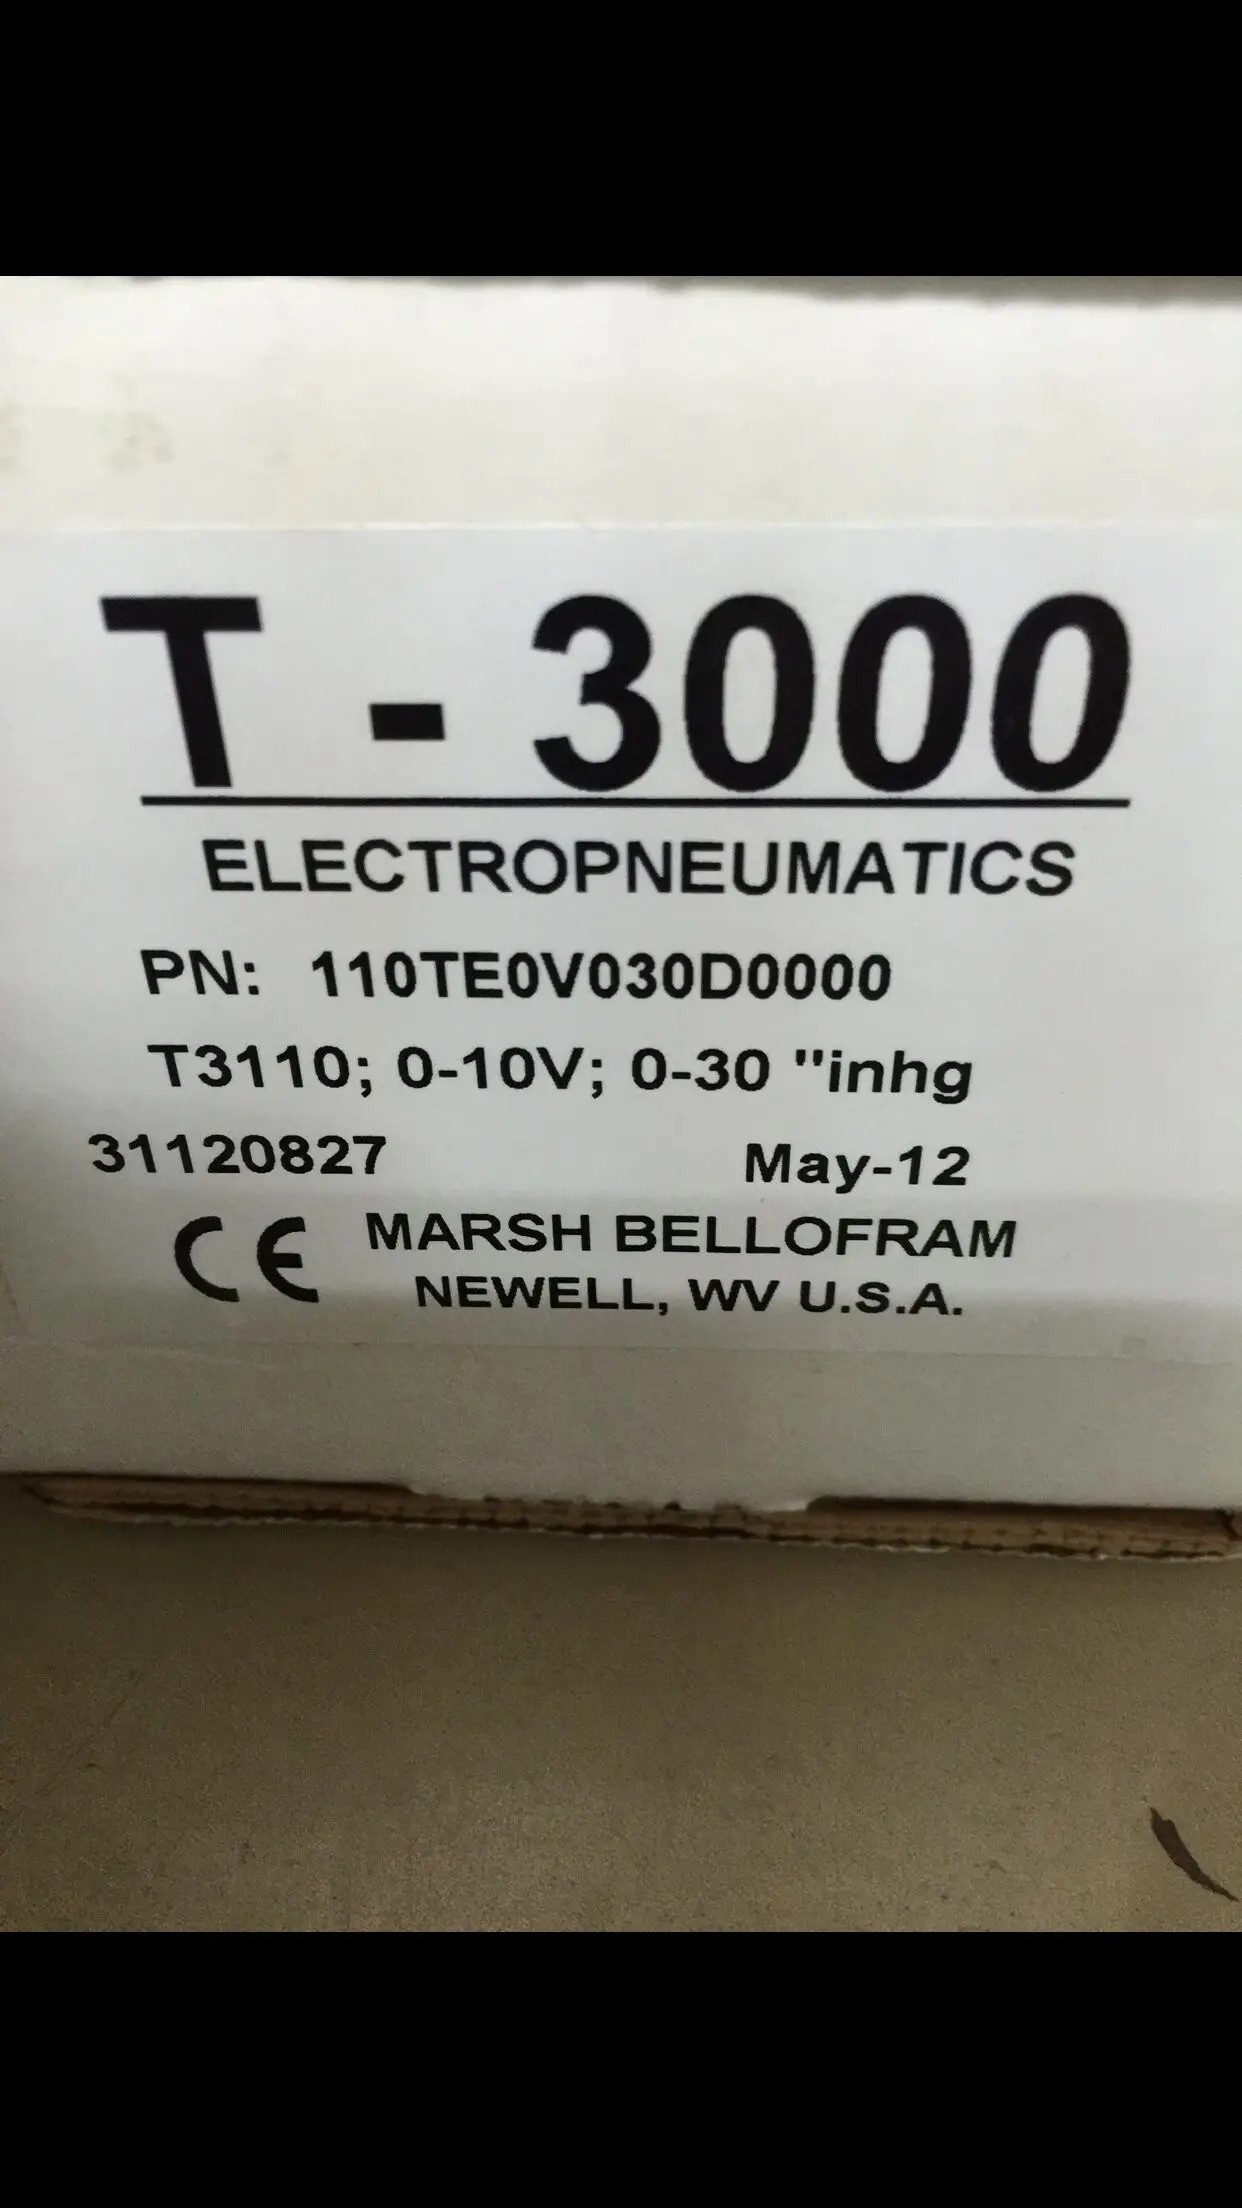 T - 3000
ELECTROPNEUMATICS
PN: 110TE0V030D0000
T3110; 0-10V; 0-30 "inhg
31120827 May-12
CE MARSH BELLOFRAM
NEWELL, WV U.S.A.